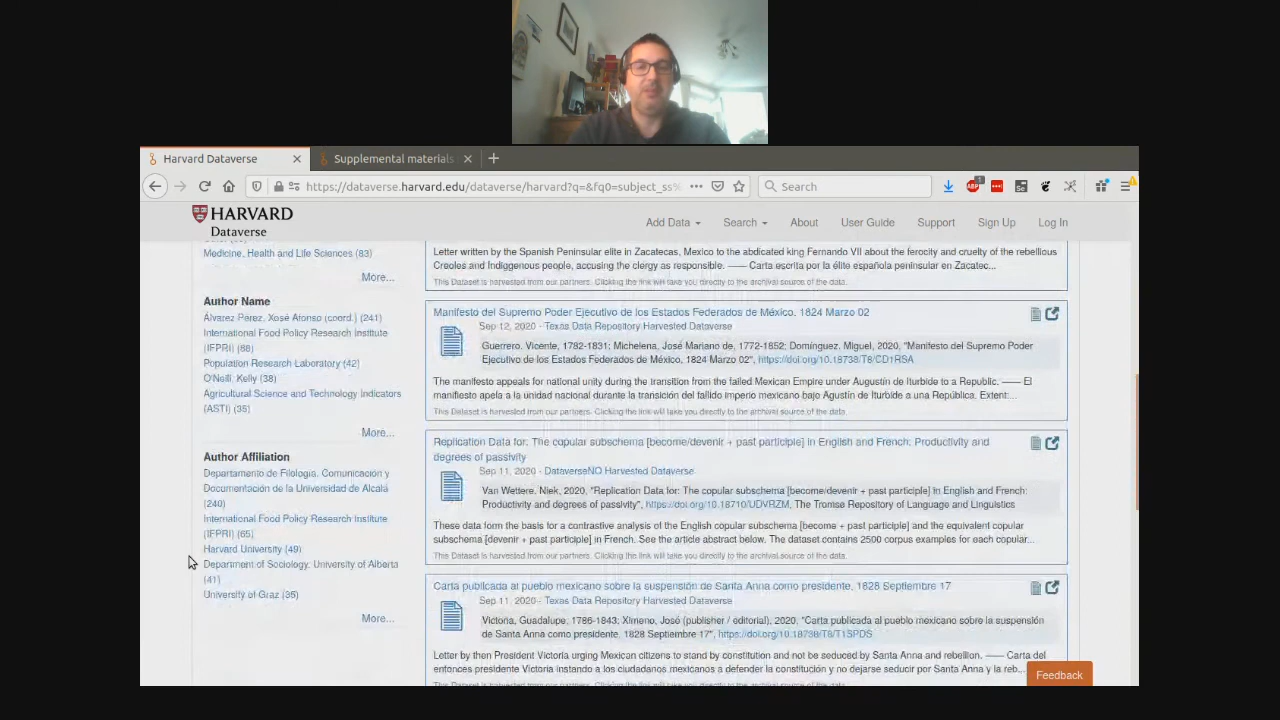 Harvard Dataverse
Supplemental materials
https://dataverse.harvard.edu/dataverse/harvard?q=&fq0=subject_ss%
Search
HARVARD
Dataverse
Add Data
Search
About
User Guide
Support
Sign Up
Log In
Medicine, Health and Life Sciences (83)
More...
Author Name
Álvarez Pérez, Xosé Afonso (coord.) (241)
International Food Policy Research Institute
(IFPRI) (68)
Population Research Laboratory (42)
O'Neill, Kelly (38)
Agricultural Science and Technology Indicators
(ASTI) (35)
More...
Author Affiliation
Departamento de Filología, Comunicación y
Documentación de la Universidad de Alcalá
(240)
International Food Policy Research Institute
(IFPRI) (65)
Harvard University (49)
Department of Sociology, University of Alberta
(41)
University of Graz (35)
More...
Letter written by the Spanish Peninsular elite in Zacatecas, Mexico to the abdicated king Fernando VII about the ferocity and cruelty of the rebellious
Creoles and Indigenous people, accusing the clergy as responsible. —— Carta escrita por la élite española peninsular en Zacatec...
This Dataset is harvested from our partners. Clicking the link will take you directly to the archival source of the data.
Manifesto del Supremo Poder Ejecutivo de los Estados Federados de México. 1824 Marzo 02
Sep 12, 2020 - Texas Data Repository Harvested Dataverse
Guerrero, Vicente, 1782-1831; Michelena, José Mariano de, 1772-1852; Domínguez, Miguel, 2020, "Manifesto del Supremo Poder
Ejecutivo de los Estados Federados de México, 1824 Marzo 02", https://doi.org/10.18738/T8/CD1RSA
The manifesto appeals for national unity during the transition from the failed Mexican Empire under Augustín de Iturbide to a Republic. —— El
manifiesto apela a la unidad nacional durante la transición del fallido imperio mexicano bajo Agustín de Iturbide a una República. Extent:...
This Dataset is harvested from our partners. Clicking the link will take you directly to the archival source of the data.
Replication Data for: The copular subschema [become/devenir + past participle] in English and French: Productivity and
degrees of passivity
Sep 11, 2020 - DataverseNO Harvested Dataverse
Van Wettere, Niek, 2020, "Replication Data for: The copular subschema [become/devenir + past participle] in English and French:
Productivity and degrees of passivity", https://doi.org/10.18710/UDVRZM, The Tromsø Repository of Language and Linguistics
These data form the basis for a contrastive analysis of the English copular subschema [become + past participle] and the equivalent copular
subschema [devenir + past participle] in French. See the article abstract below. The dataset contains 2500 corpus examples for each copular...
This Dataset is harvested from our partners. Clicking the link will take you directly to the archival source of the data.
Carta publicada al pueblo mexicano sobre la suspensión de Santa Anna como presidente, 1828 Septiembre 17
Sep 11, 2020 - Texas Data Repository Harvested Dataverse
Victoria, Guadalupe, 1786-1843; Ximeno, José (publisher / editorial), 2020, "Carta publicada al pueblo mexicano sobre la suspensión
de Santa Anna como presidente, 1828 Septiembre 17", https://doi.org/10.18738/T8/T1SPDS
Letter by then President Victoria urging Mexican citizens to stand by constitution and not be seduced by Santa Anna and rebellion. —— Carta del
entonces presidente Victoria instando a los ciudadanos mexicanos a defender la constitución y no dejarse seducir por Santa Anna y la reb...
This Dataset is harvested from our partners. Clicking the link will take you directly to the archival source of the data.
Feedback